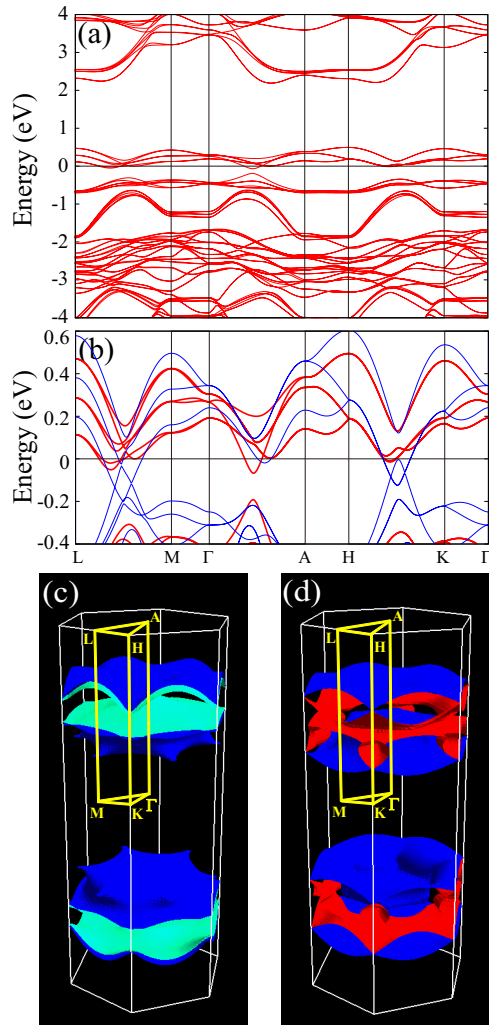 (a)
Energy (eV)
4
3
2
1
0
-1
-2
-3
-4
(b)
Energy (eV)
0.6
0.4
0.2
0
-0.2
-0.4
L M Γ A H K Γ
(c)
A
L
H
M
K
Γ
(d)
A
L
H
M
K
Γ